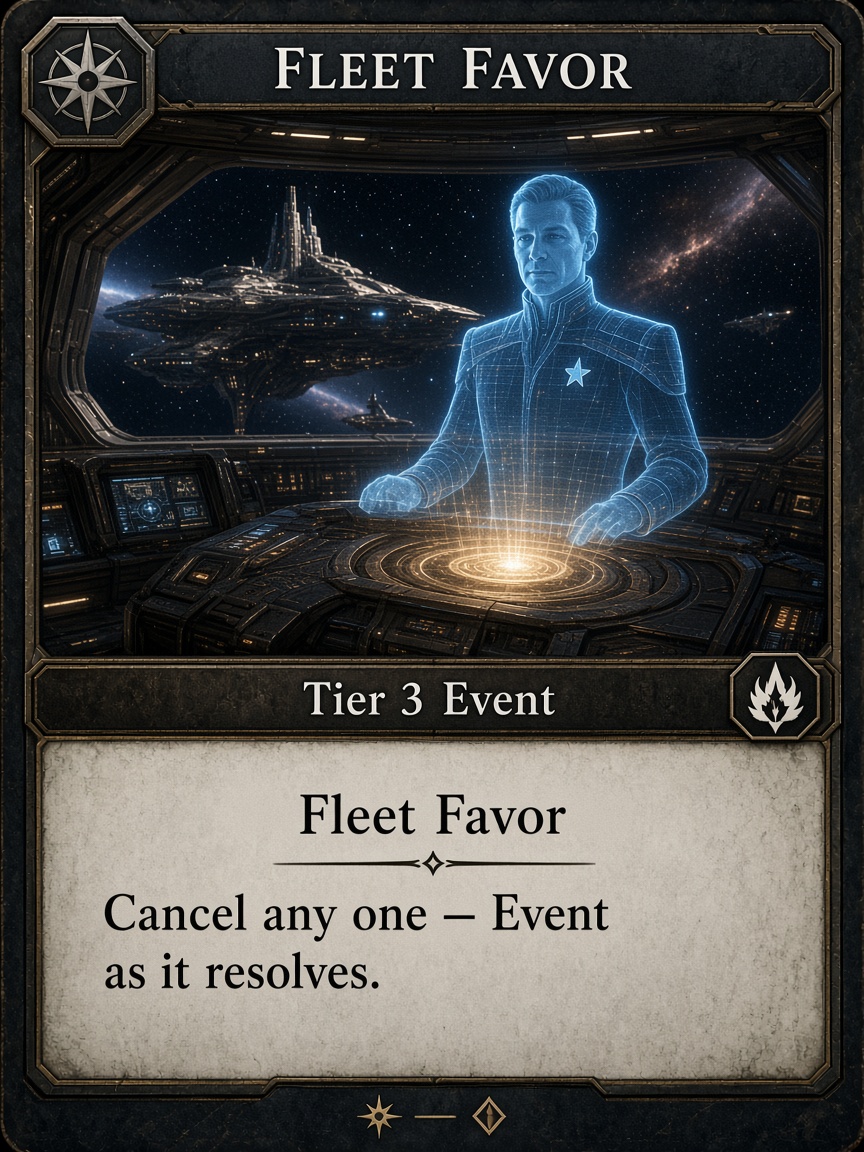 Fleet Favor
Tier 3 Event
Fleet Favor
Cancel any one — Event
as it resolves.